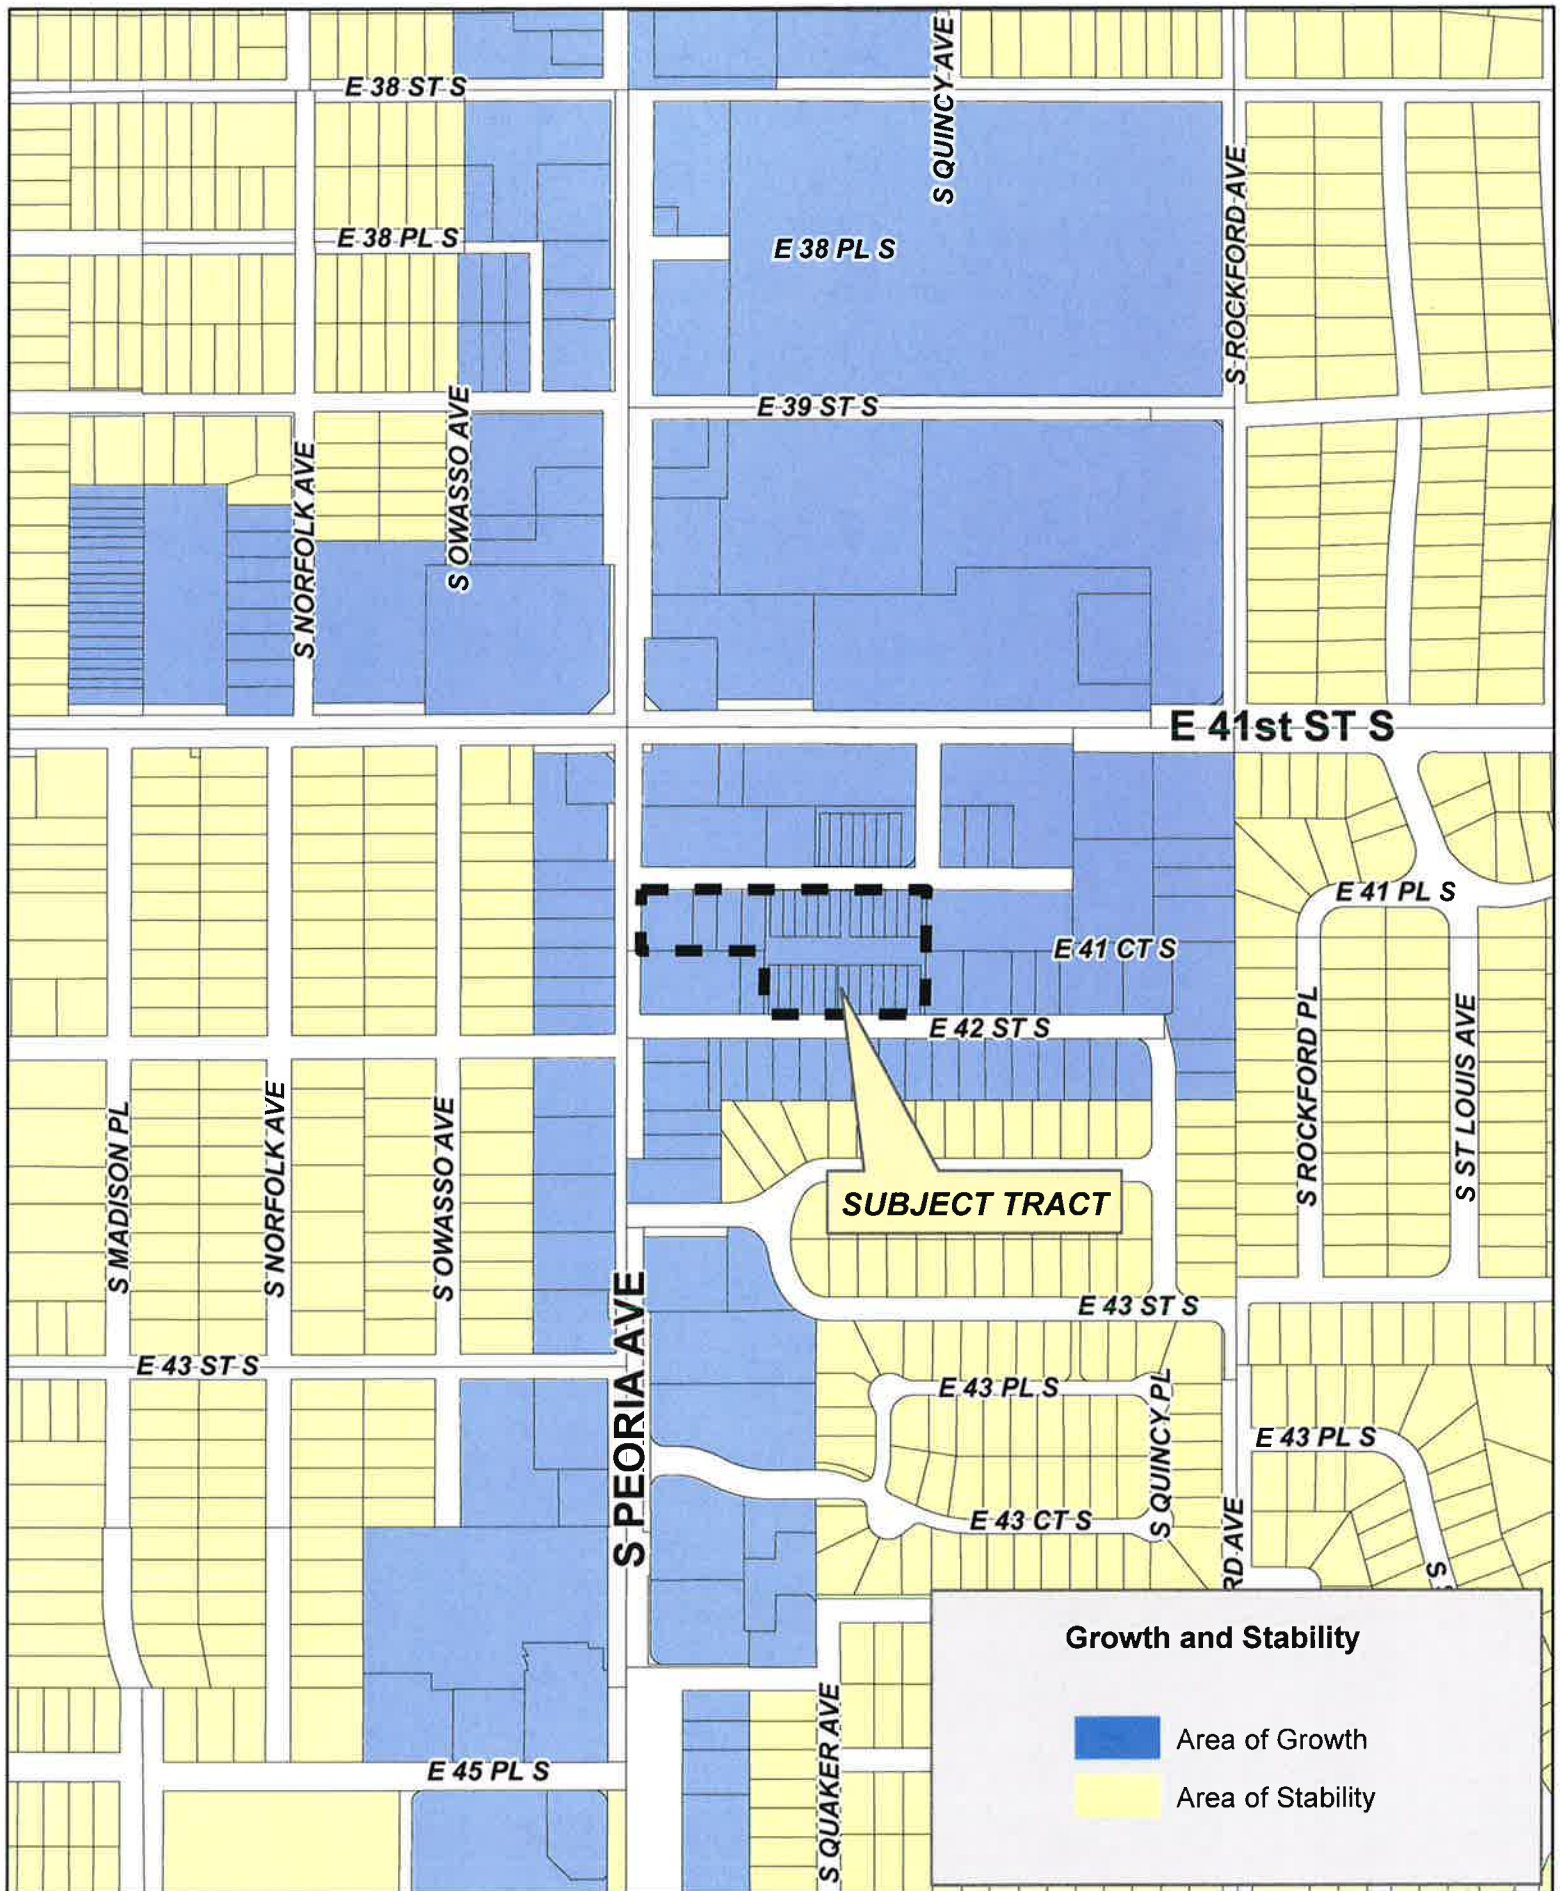 E 38 ST S
S QUINCY AVE
S ROCKFORD AVE
E 38 PL S
E 38 PL S
E 39 ST S
S OWASSO AVE
S NORFOLK AVE
E 41st ST S
E 41 PL S
E 41 CT S
E 42 ST S
S ROCKFORD PL
S ST LOUIS AVE
S MADISON PL
S NORFOLK AVE
S OWASSO AVE
SUBJECT TRACT
S PEORIA AVE
E 43 ST S
E 43 ST S
E 43 PL S
S QUINCY PL
E 43 PL S
E 43 CT S
RD AVE
S
Growth and Stability
Area of Growth
Area of Stability
S QUAKER AVE
E 45 PL S